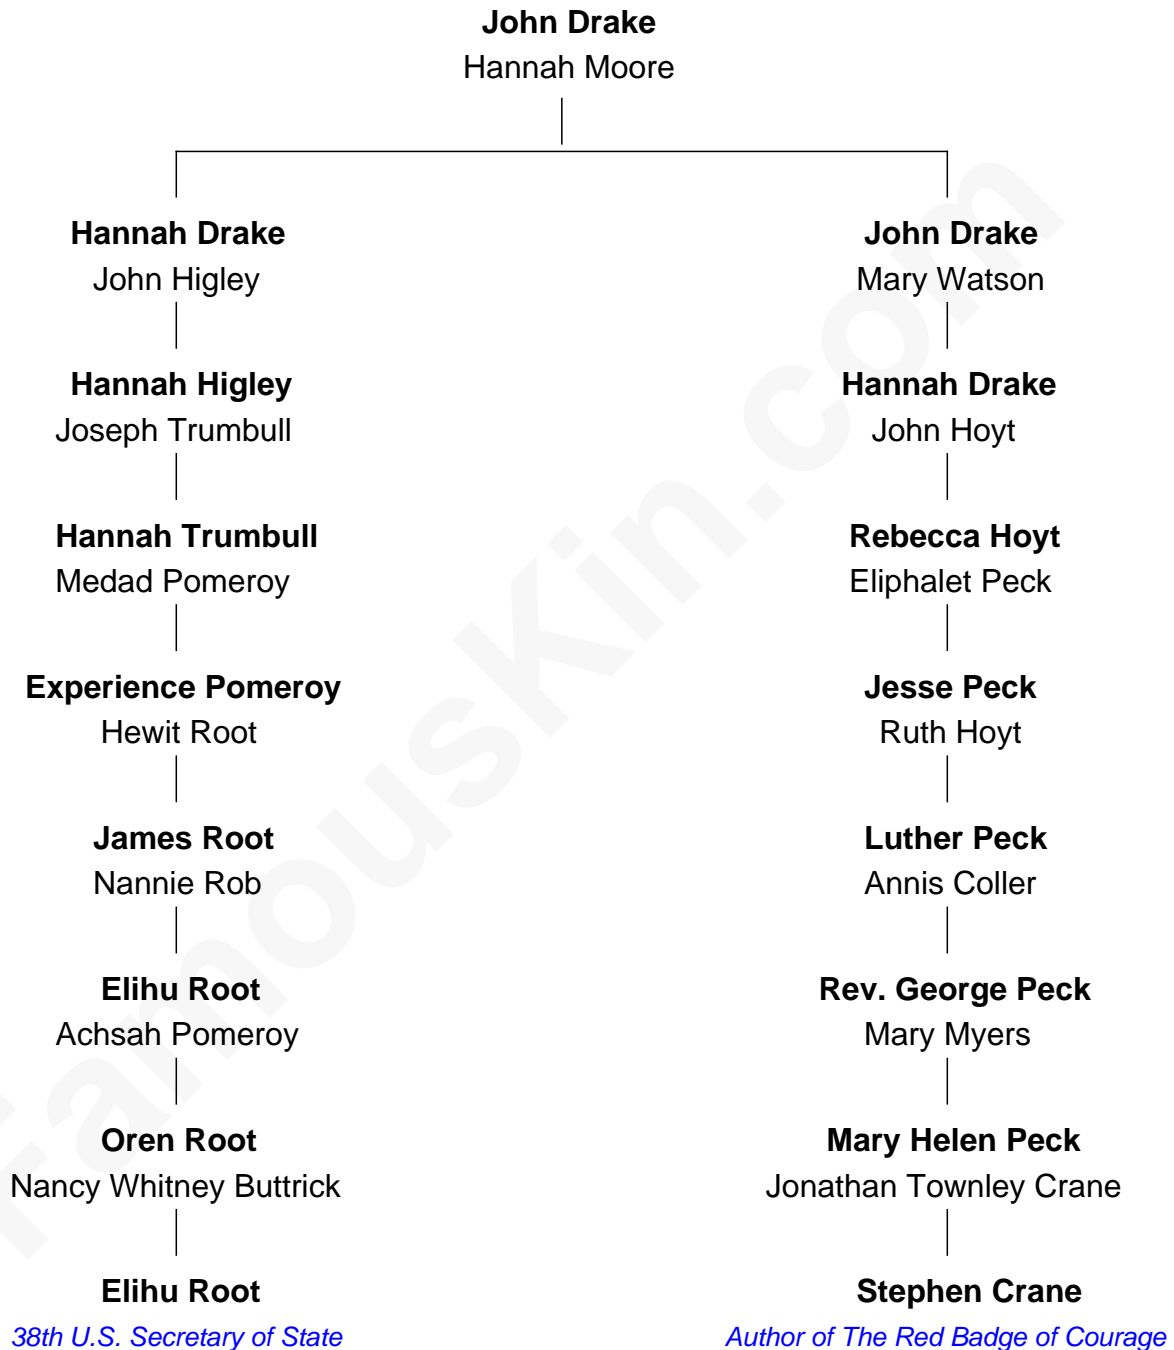 John Drake
Hannah Moore
Hannah Drake
John Higley
John Drake
Mary Watson
Hannah Higley
Joseph Trumbull
Hannah Drake
John Hoyt
Hannah Trumbull
Medad Pomeroy
Rebecca Hoyt
Eliphalet Peck
Experience Pomeroy
Hewit Root
Jesse Peck
Ruth Hoyt
James Root
Nannie Rob
Luther Peck
Annis Coller
Elihu Root
Achsah Pomeroy
Rev. George Peck
Mary Myers
Oren Root
Nancy Whitney Buttrick
Mary Helen Peck
Jonathan Townley Crane
Elihu Root
38th U.S. Secretary of State
Stephen Crane
Author of The Red Badge of Courage
FamousKin.com